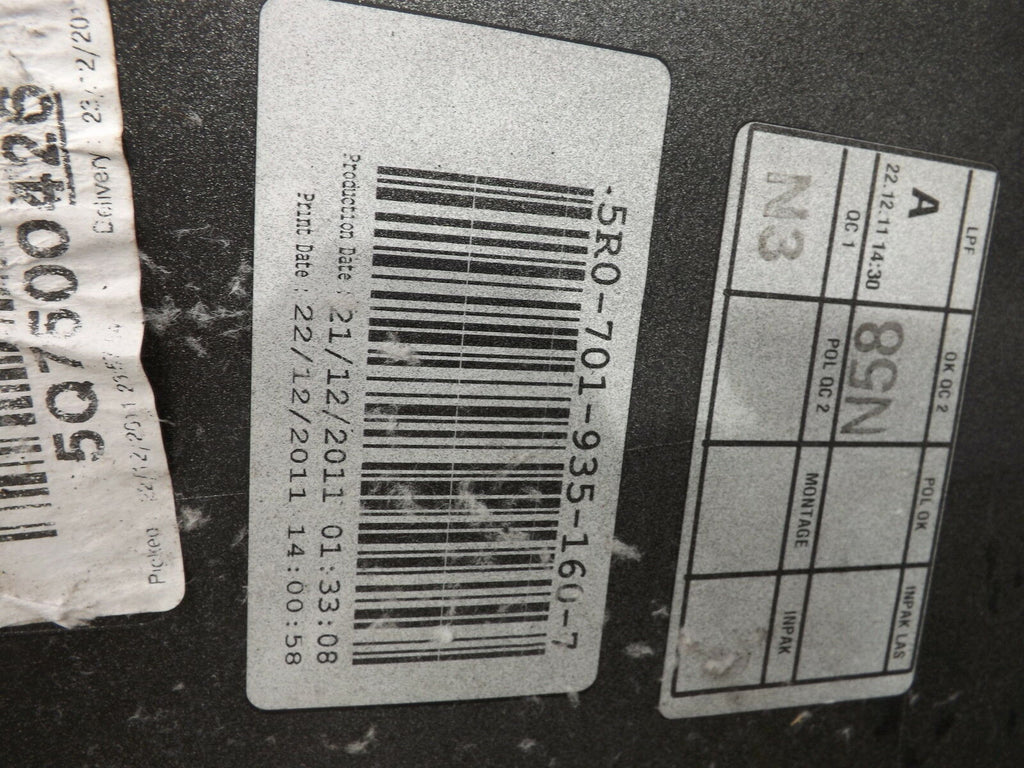 5Q7500426
Delivery :
Picked
5R0-701-935-160-7
Production Date : 21/12/2011 01:33:08
Print Date : 22/12/2011 14:00:58
LPF
OK QC 2
POL OK
INPAK LAS
A
22.12.11 14:30
85N
QC 1
POL QC 2
MONTAGE
INPAK
N3